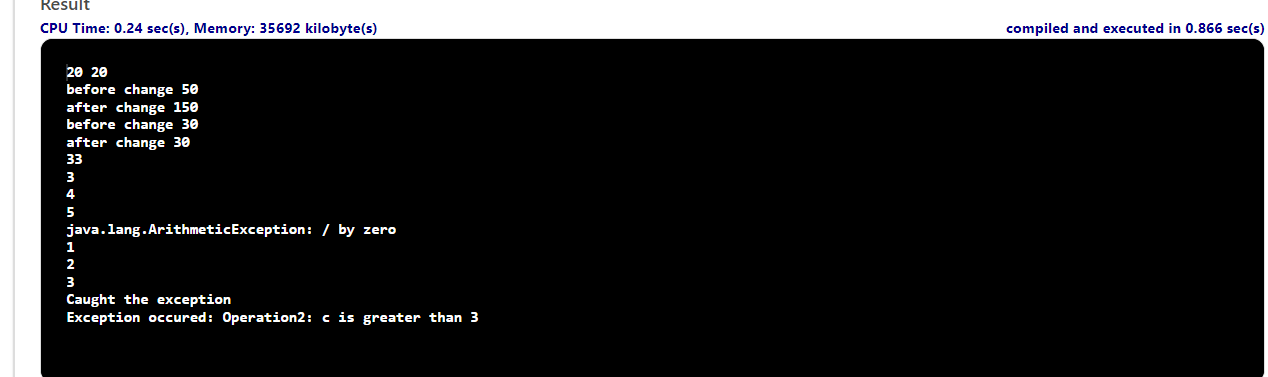 Result
CPU Time: 0.24 sec(s), Memory: 35692 kilobyte(s)
compiled and executed in 0.866 sec(s)
20 20
before change 50
after change 150
before change 30
after change 30
33
3
4
5
java.lang.ArithmeticException: / by zero
1
2
3
Caught the exception
Exception occured: Operation2: c is greater than 3